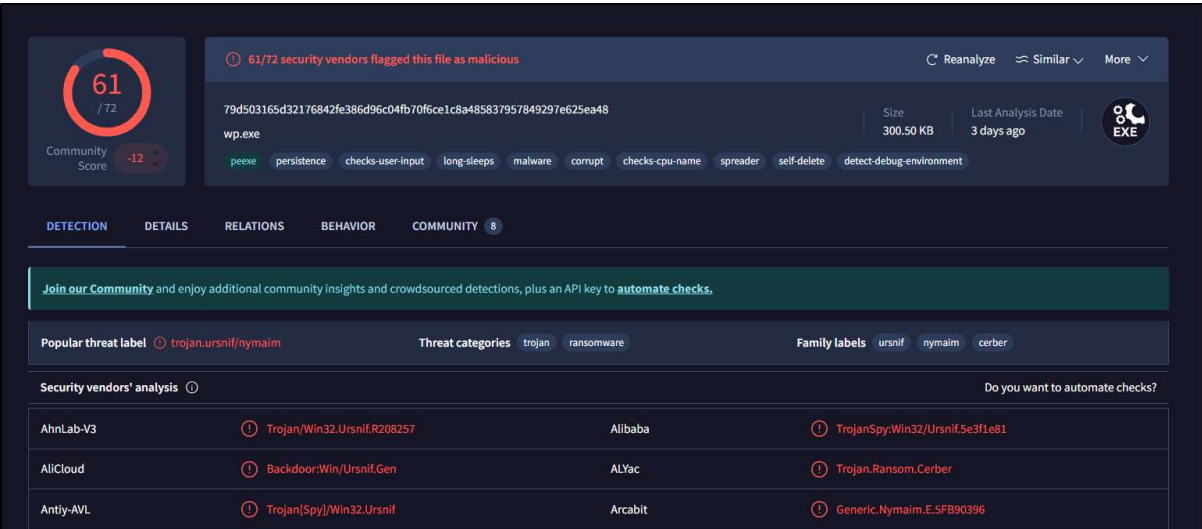 61
/ 72
Community
Score
-12
61/72 security vendors flagged this file as malicious
Reanalyze
Similar
More
79d503165d32176842fe386d96c04fb70f6ce1c8a485837957849297e625ea48
wp.exe
Size
300.50 KB
Last Analysis Date
3 days ago
EXE
peexe persistence checks-user-input long-sleeps malware corrupt checks-cpu-name spreader self-delete detect-debug-environment
DETECTION DETAILS RELATIONS BEHAVIOR COMMUNITY 8
Join our Community and enjoy additional community insights and crowdsourced detections, plus an API key to automate checks.
Popular threat label trojan.ursnif/nymaim Threat categories trojan ransomware Family labels ursnif nymaim cerber
Security vendors' analysis Do you want to automate checks?
AhnLab-V3 Trojan/Win32.Ursnif.R208257 Alibaba TrojanSpy:Win32/Ursnif.5e3f1e81
AliCloud Backdoor:Win/Ursnif.Gen ALYac Trojan.Ransom.Cerber
Antiy-AVL Trojan[Spy]/Win32.Ursnif Arcabit Generic.Nymaim.E.5FB90396